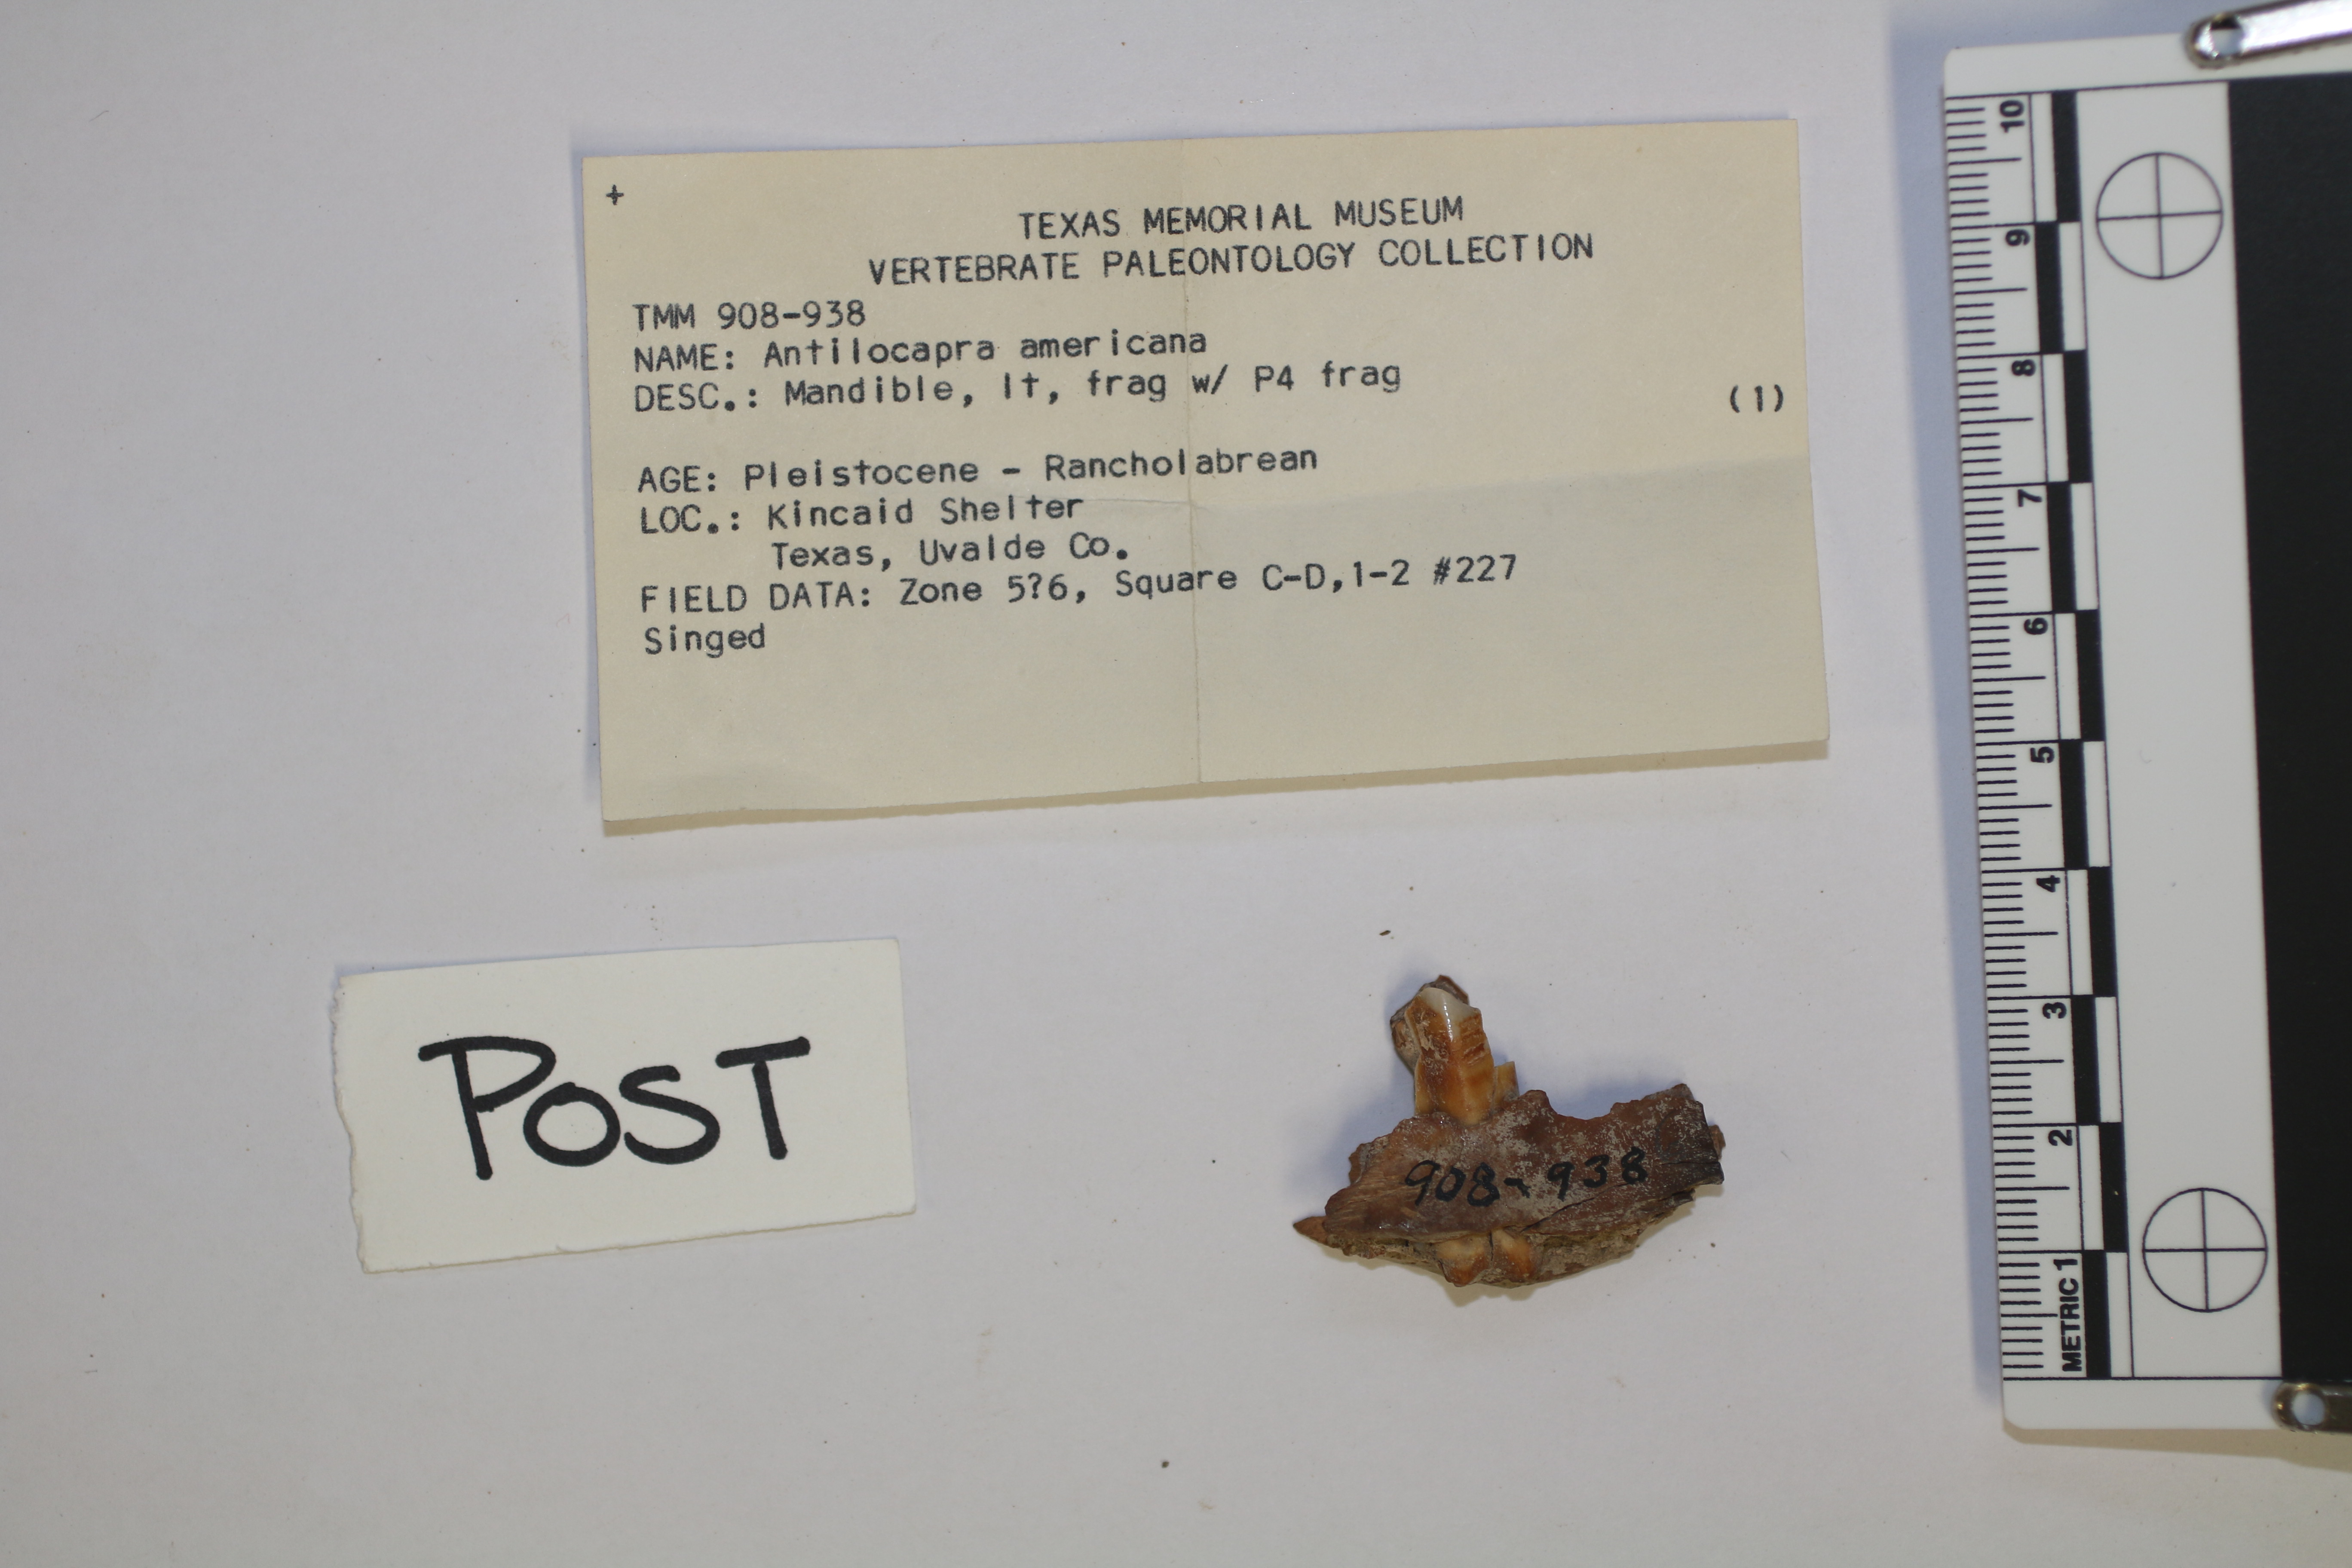 +
TEXAS MEMORIAL MUSEUM
VERTEBRATE PALEONTOLOGY COLLECTION
TMM 908-938
NAME: Antilocapra americana
DESC.: Mandible, lt, frag w/ P4 frag
(1)
AGE: Pleistocene - Rancholabrean
LOC.: Kincaid Shelter
Texas, Uvalde Co.
FIELD DATA: Zone 5?6, Square C-D,1-2 #227
Singed
POST
908-938
10
9
8
7
6
5
4
3
2
METRIC 1